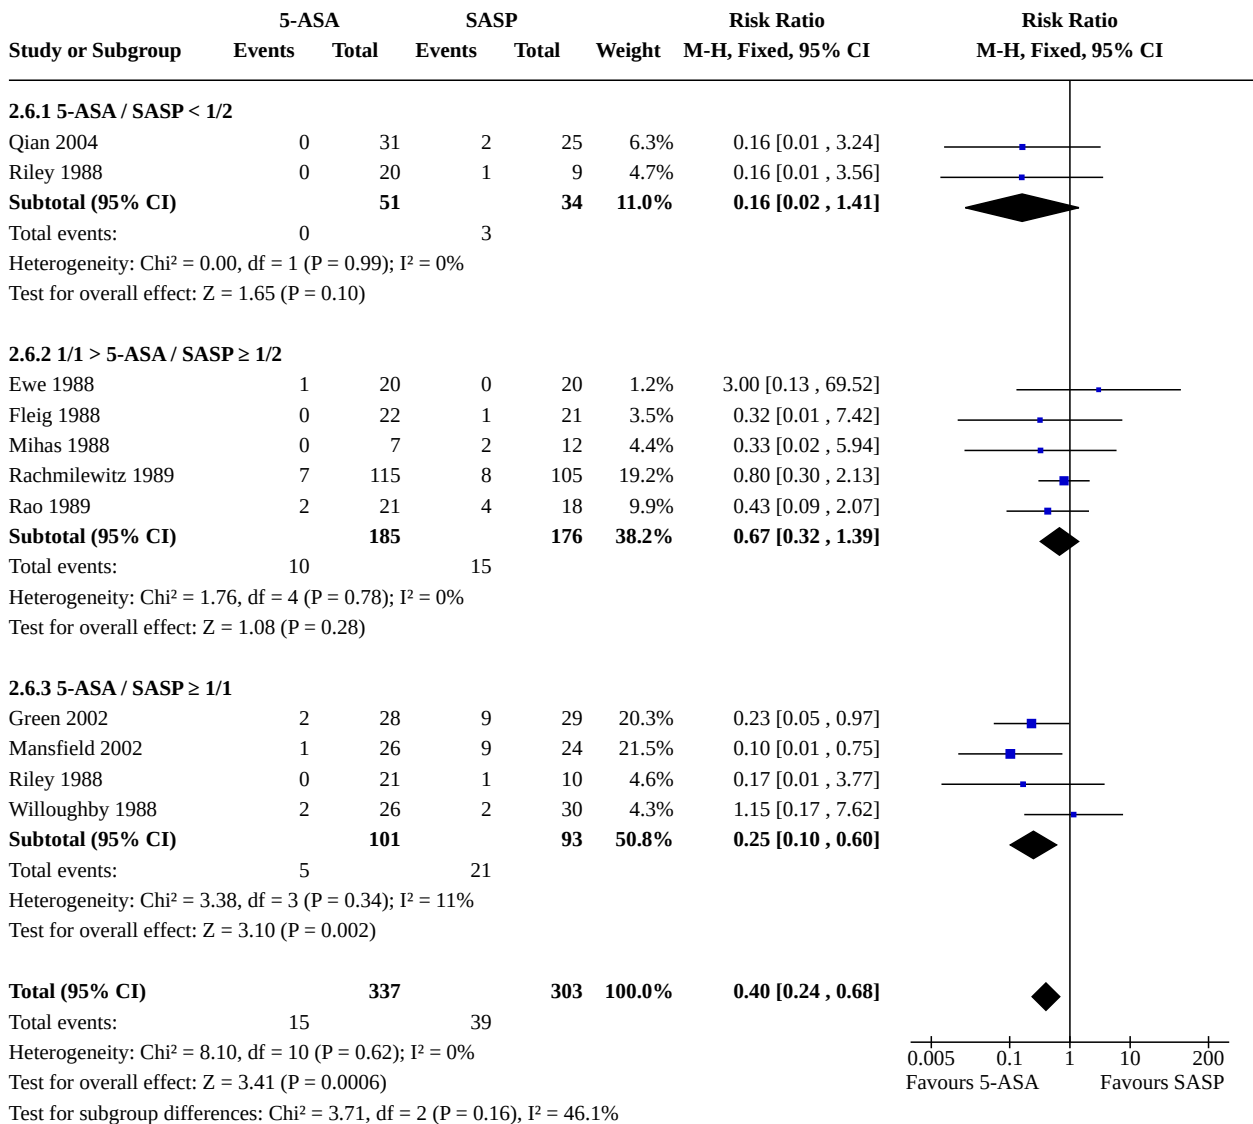 5-ASA SASP Risk Ratio Risk Ratio
Study or Subgroup Events Total Events Total Weight M-H, Fixed, 95% CI M-H, Fixed, 95% CI
2.6.1 5-ASA / SASP < 1/2
Qian 2004 0 31 2 25 6.3% 0.16 [0.01 , 3.24]
Riley 1988 0 20 1 9 4.7% 0.16 [0.01 , 3.56]
Subtotal (95% CI) 51 34 11.0% 0.16 [0.02 , 1.41]
Total events: 0 3
Heterogeneity: Chi² = 0.00, df = 1 (P = 0.99); I² = 0%
Test for overall effect: Z = 1.65 (P = 0.10)
2.6.2 1/1 > 5-ASA / SASP ≥ 1/2
Ewe 1988 1 20 0 20 1.2% 3.00 [0.13 , 69.52]
Fleig 1988 0 22 1 21 3.5% 0.32 [0.01 , 7.42]
Mihas 1988 0 7 2 12 4.4% 0.33 [0.02 , 5.94]
Rachmilewitz 1989 7 115 8 105 19.2% 0.80 [0.30 , 2.13]
Rao 1989 2 21 4 18 9.9% 0.43 [0.09 , 2.07]
Subtotal (95% CI) 185 176 38.2% 0.67 [0.32 , 1.39]
Total events: 10 15
Heterogeneity: Chi² = 1.76, df = 4 (P = 0.78); I² = 0%
Test for overall effect: Z = 1.08 (P = 0.28)
2.6.3 5-ASA / SASP ≥ 1/1
Green 2002 2 28 9 29 20.3% 0.23 [0.05 , 0.97]
Mansfield 2002 1 26 9 24 21.5% 0.10 [0.01 , 0.75]
Riley 1988 0 21 1 10 4.6% 0.17 [0.01 , 3.77]
Willoughby 1988 2 26 2 30 4.3% 1.15 [0.17 , 7.62]
Subtotal (95% CI) 101 93 50.8% 0.25 [0.10 , 0.60]
Total events: 5 21
Heterogeneity: Chi² = 3.38, df = 3 (P = 0.34); I² = 11%
Test for overall effect: Z = 3.10 (P = 0.002)
Total (95% CI) 337 303 100.0% 0.40 [0.24 , 0.68]
Total events: 15 39
Heterogeneity: Chi² = 8.10, df = 10 (P = 0.62); I² = 0%
0.005 0.1 1 10 200
Test for overall effect: Z = 3.41 (P = 0.0006)
Favours 5-ASA Favours SASP
Test for subgroup differences: Chi² = 3.71, df = 2 (P = 0.16), I² = 46.1%